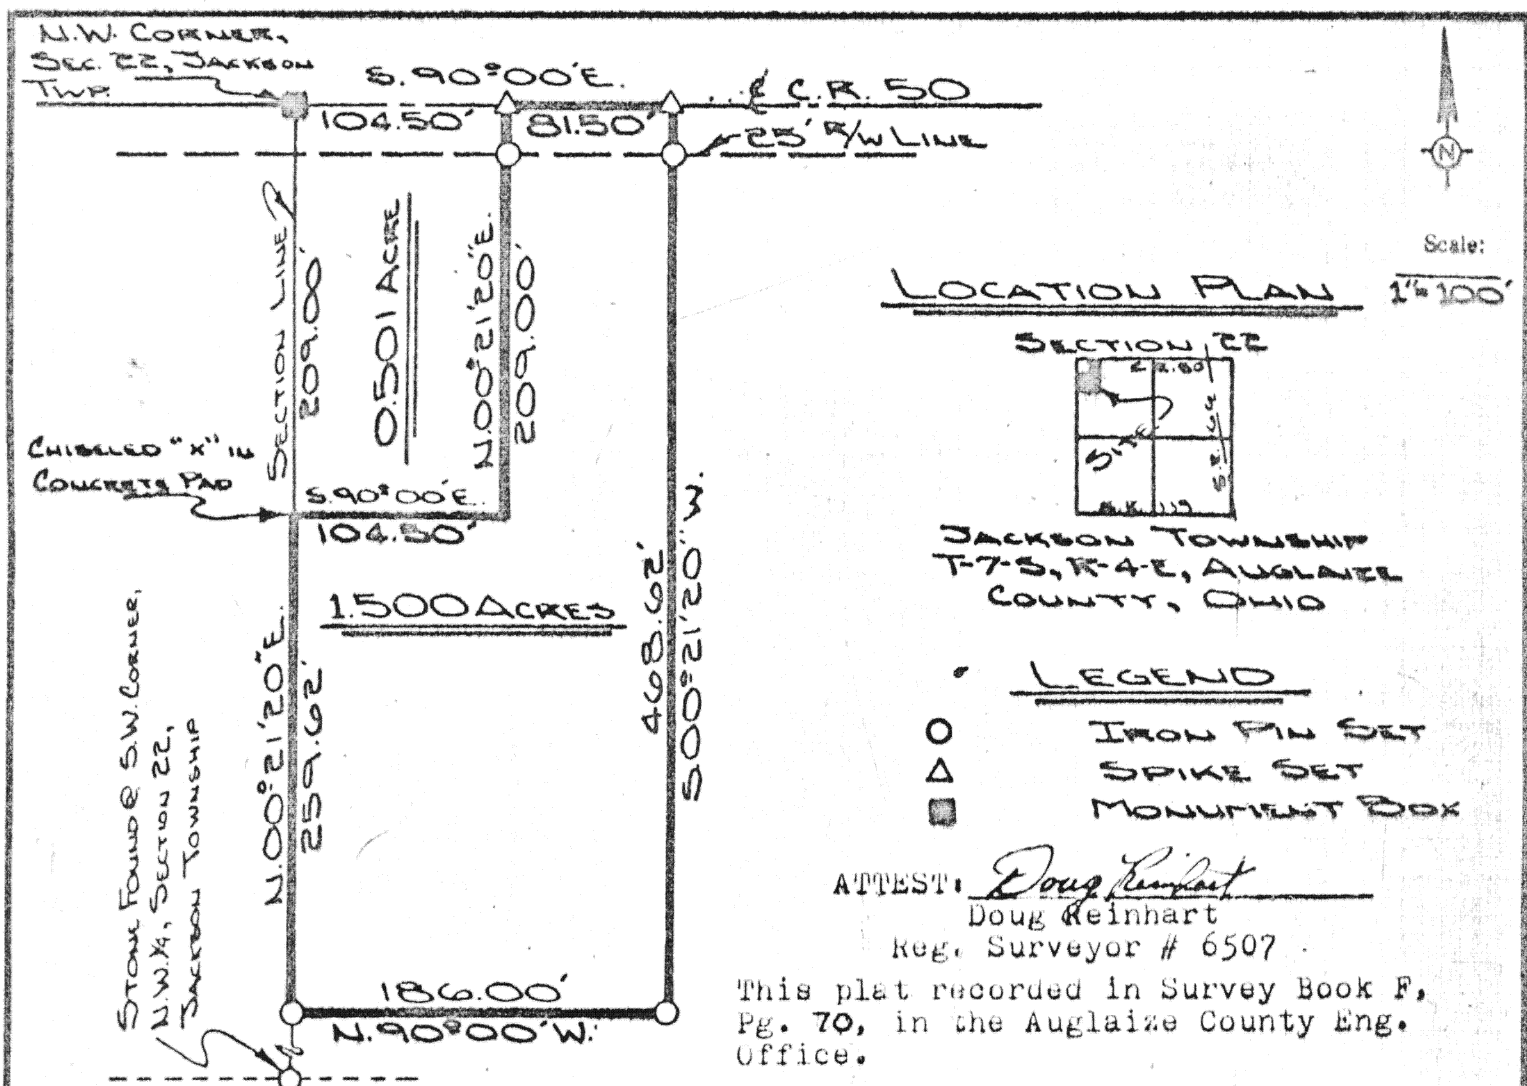 N.W. CORNER,
SEC. 22, JACKSON
TWP.
S. 90°00'E.
104.50'
81.50'
℄ C.R. 50
25' R/W LINE
N
Scale:
1"=100'
SECTION LINE
209.00'
0.501 ACRE
N.00°21'20"E.
209.00'
CHISELED "X" IN
CONCRETE PAD
S.90°00'E.
104.50'
1.500 ACRES
N.00°21'20"E.
259.62'
468.62'
S.00°21'20"W.
STONE FOUND @ S.W. CORNER,
N.W.¼, SECTION 22,
JACKSON TOWNSHIP
186.00'
N.90°00'W.
LOCATION PLAN
SECTION 22
SITE
JACKSON TOWNSHIP
T-7-S, R-4-E, AUGLAIZE
COUNTY, OHIO
LEGEND
IRON PIN SET
SPIKE SET
MONUMENT BOX
ATTEST: Doug Reinhart
Doug Reinhart
Reg. Surveyor # 6507
This plat recorded in Survey Book F,
Pg. 70, in the Auglaize County Eng.
Office.